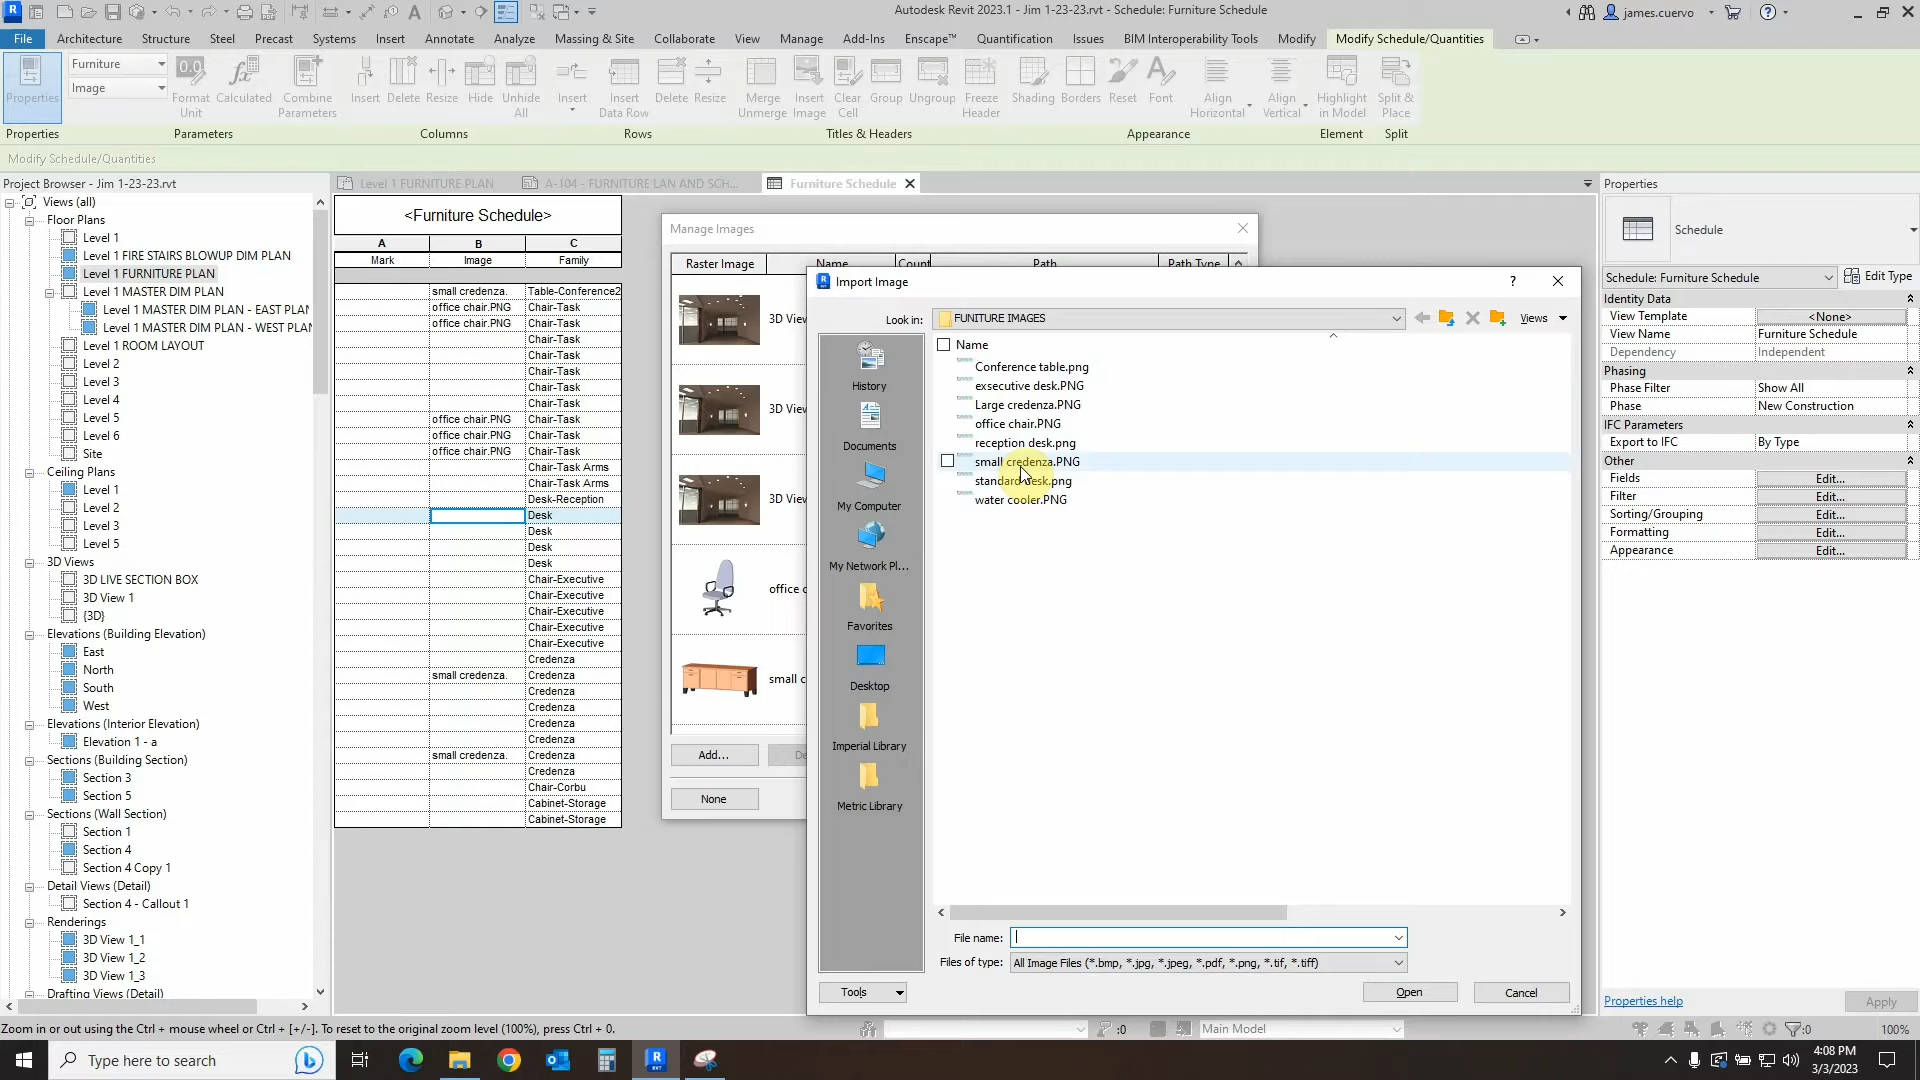 Autodesk Revit 2023.1 - Jim 1-23-23.rvt - Schedule: Furniture Schedule
james.cuervo
File Architecture Structure Steel Precast Systems Insert Annotate Analyze Massing & Site Collaborate View Manage Add-Ins Enscape™ Quantification Issues BIM Interoperability Tools Modify Modify Schedule/Quantities
Furniture
Image
Properties
Format Unit
Calculated
Combine Parameters
Insert Delete Resize Hide Unhide All
Insert
Insert Data Row
Delete Resize
Merge Unmerge
Insert Image
Clear Cell
Group Ungroup
Freeze Header
Shading Borders Reset Font
Align Horizontal
Align Vertical
Highlight in Model
Split & Place
Properties Parameters Columns Rows Titles & Headers Appearance Element Split
Modify Schedule/Quantities
Project Browser - Jim 1-23-23.rvt
Views (all)
Floor Plans
Level 1
Level 1 FIRE STAIRS BLOWUP DIM PLAN
Level 1 FURNITURE PLAN
Level 1 MASTER DIM PLAN
Level 1 MASTER DIM PLAN - EAST PLAN
Level 1 MASTER DIM PLAN - WEST PLAN
Level 1 ROOM LAYOUT
Level 2
Level 3
Level 4
Level 5
Level 6
Site
Ceiling Plans
Level 1
Level 2
Level 3
Level 5
3D Views
3D LIVE SECTION BOX
3D View 1
{3D}
Elevations (Building Elevation)
East
North
South
West
Elevations (Interior Elevation)
Elevation 1 - a
Sections (Building Section)
Section 3
Section 5
Sections (Wall Section)
Section 1
Section 4
Section 4 Copy 1
Detail Views (Detail)
Section 4 - Callout 1
Renderings
3D View 1_1
3D View 1_2
3D View 1_3
Drafting Views (Detail)
Level 1 FURNITURE PLAN
A-104 - FURNITURE LAN AND SCH...
Furniture Schedule
<Furniture Schedule>
A B C
Mark Image Family
small credenza. Table-Conference2
office chair.PNG Chair-Task
office chair.PNG Chair-Task
Chair-Task
Chair-Task
Chair-Task
Chair-Task
Chair-Task
office chair.PNG Chair-Task
office chair.PNG Chair-Task
office chair.PNG Chair-Task
Chair-Task Arms
Chair-Task Arms
Desk-Reception
Desk
Desk
Desk
Desk
Chair-Executive
Chair-Executive
Chair-Executive
Chair-Executive
Chair-Executive
Credenza
small credenza. Credenza
Credenza
Credenza
Credenza
Credenza
small credenza. Credenza
Credenza
Chair-Corbu
Cabinet-Storage
Cabinet-Storage
Manage Images
Raster Image Name Count Path Path Type
3D View
3D View
3D View
office c
small c
Add...
De
None
Import Image
?
Look in: FUNITURE IMAGES
Views
History
Documents
My Computer
My Network Pl...
Favorites
Desktop
Imperial Library
Metric Library
Name
Conference table.png
exsecutive desk.PNG
Large credenza.PNG
office chair.PNG
reception desk.png
small credenza.PNG
standard desk.png
water cooler.PNG
File name:
Files of type: All Image Files (*.bmp, *.jpg, *.jpeg, *.pdf, *.png, *.tif, *.tiff)
Tools
Open
Cancel
Properties
Schedule
Schedule: Furniture Schedule
Edit Type
Identity Data
View Template <None>
View Name Furniture Schedule
Dependency Independent
Phasing
Phase Filter Show All
Phase New Construction
IFC Parameters
Export to IFC By Type
Other
Fields Edit...
Filter Edit...
Sorting/Grouping Edit...
Formatting Edit...
Appearance Edit...
Properties help
Apply
Zoom in or out using the Ctrl + mouse wheel or Ctrl + [+/-]. To reset to the original zoom level (100%), press Ctrl + 0.
:0
Main Model
:0
100%
Type here to search
4:08 PM
3/3/2023